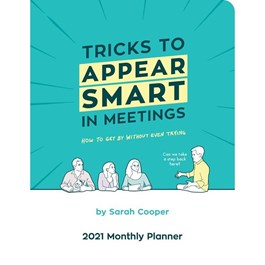 TRICKS TO
APPEAR
SMART
IN MEETINGS
HOW TO GET BY WITHOUT EVEN TRYING
Can we take
a step back
here?
by Sarah Cooper
2021 Monthly Planner